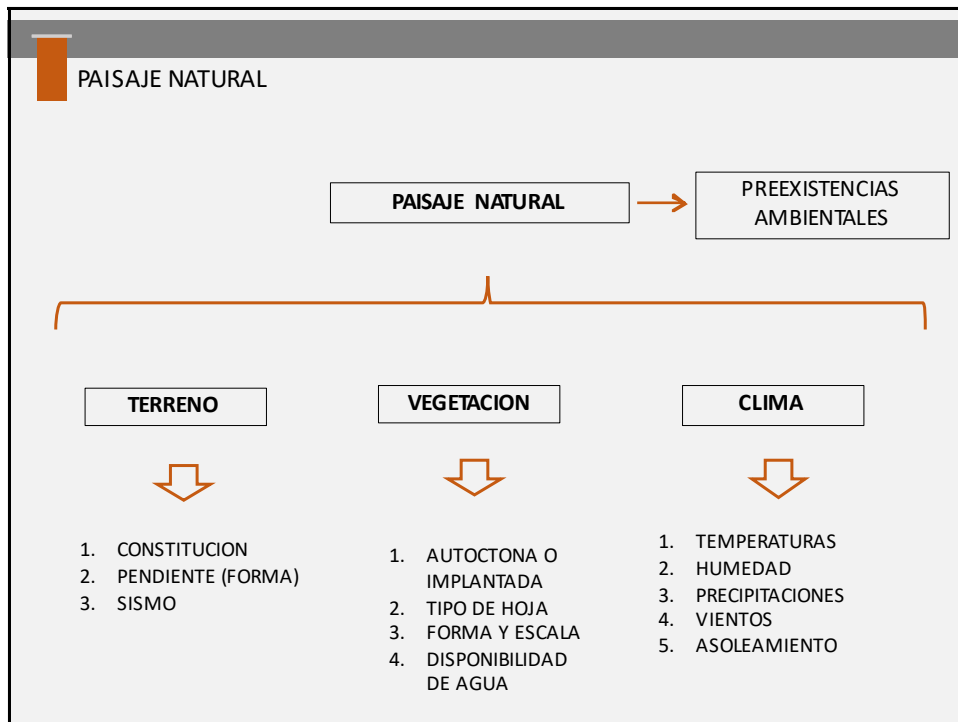 PAISAJE NATURAL
PAISAJE NATURAL
PREEXISTENCIAS
AMBIENTALES
TERRENO
VEGETACION
CLIMA
1. CONSTITUCION
2. PENDIENTE (FORMA)
3. SISMO
1. AUTOCTONA O
IMPLANTADA
2. TIPO DE HOJA
3. FORMA Y ESCALA
4. DISPONIBILIDAD
DE AGUA
1. TEMPERATURAS
2. HUMEDAD
3. PRECIPITACIONES
4. VIENTOS
5. ASOLEAMIENTO